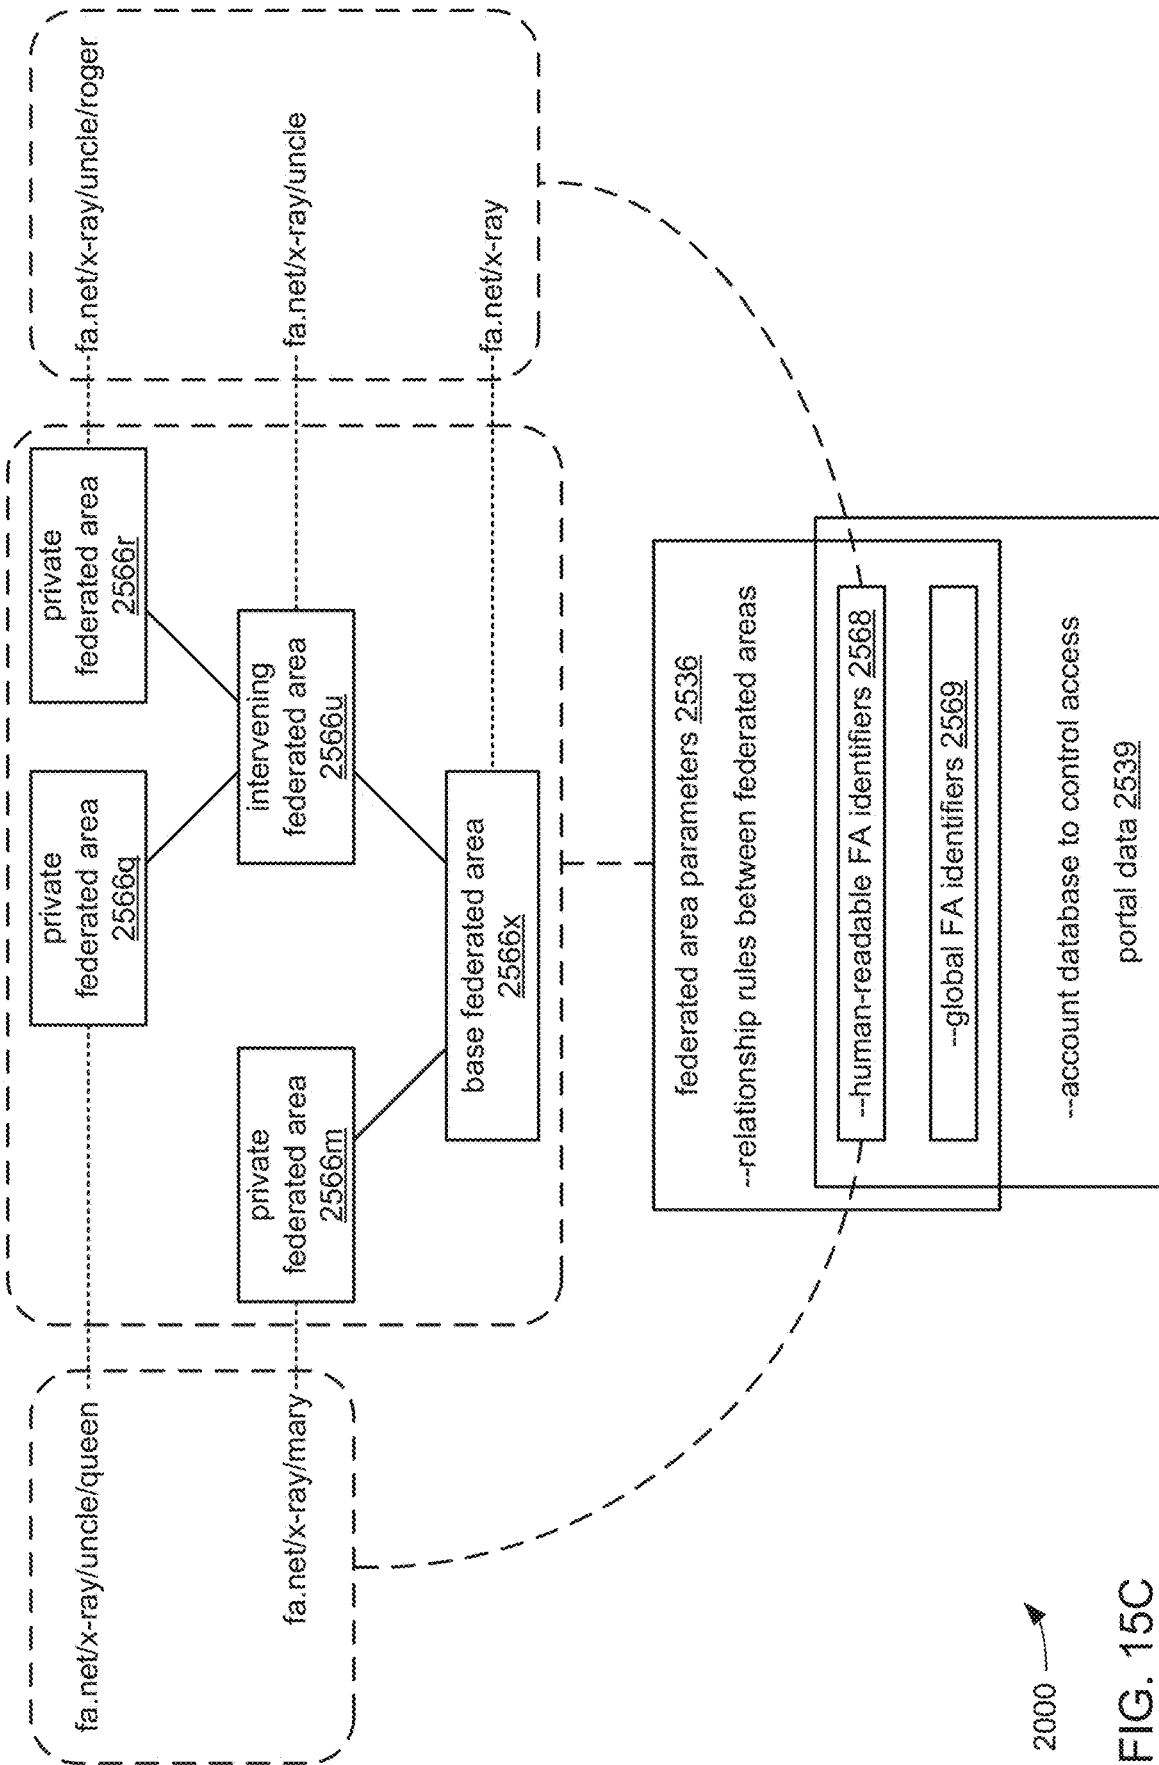 fa.net/x-ray/uncle/queen
fa.net/x-ray/mary
private
federated area
2566q
private
federated area
2566r
private
federated area
2566m
intervening
federated area
2566u
base federated area
2566x
fa.net/x-ray/uncle/roger
fa.net/x-ray/uncle
fa.net/x-ray
federated area parameters 2536
--relationship rules between federated areas
--human-readable FA identifiers 2568
--global FA identifiers 2569
--account database to control access
portal data 2539
2000
FIG. 15C